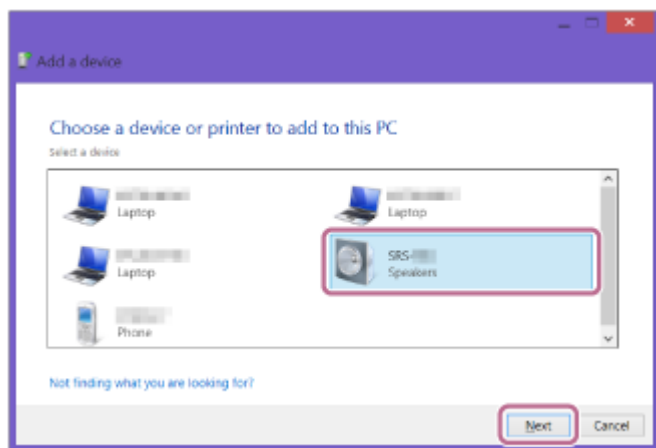 Add a device
Choose a device or printer to add to this PC
Select a device
Laptop
Laptop
Laptop
SRS-
Speakers
Phone
Not finding what you are looking for?
Next
Cancel